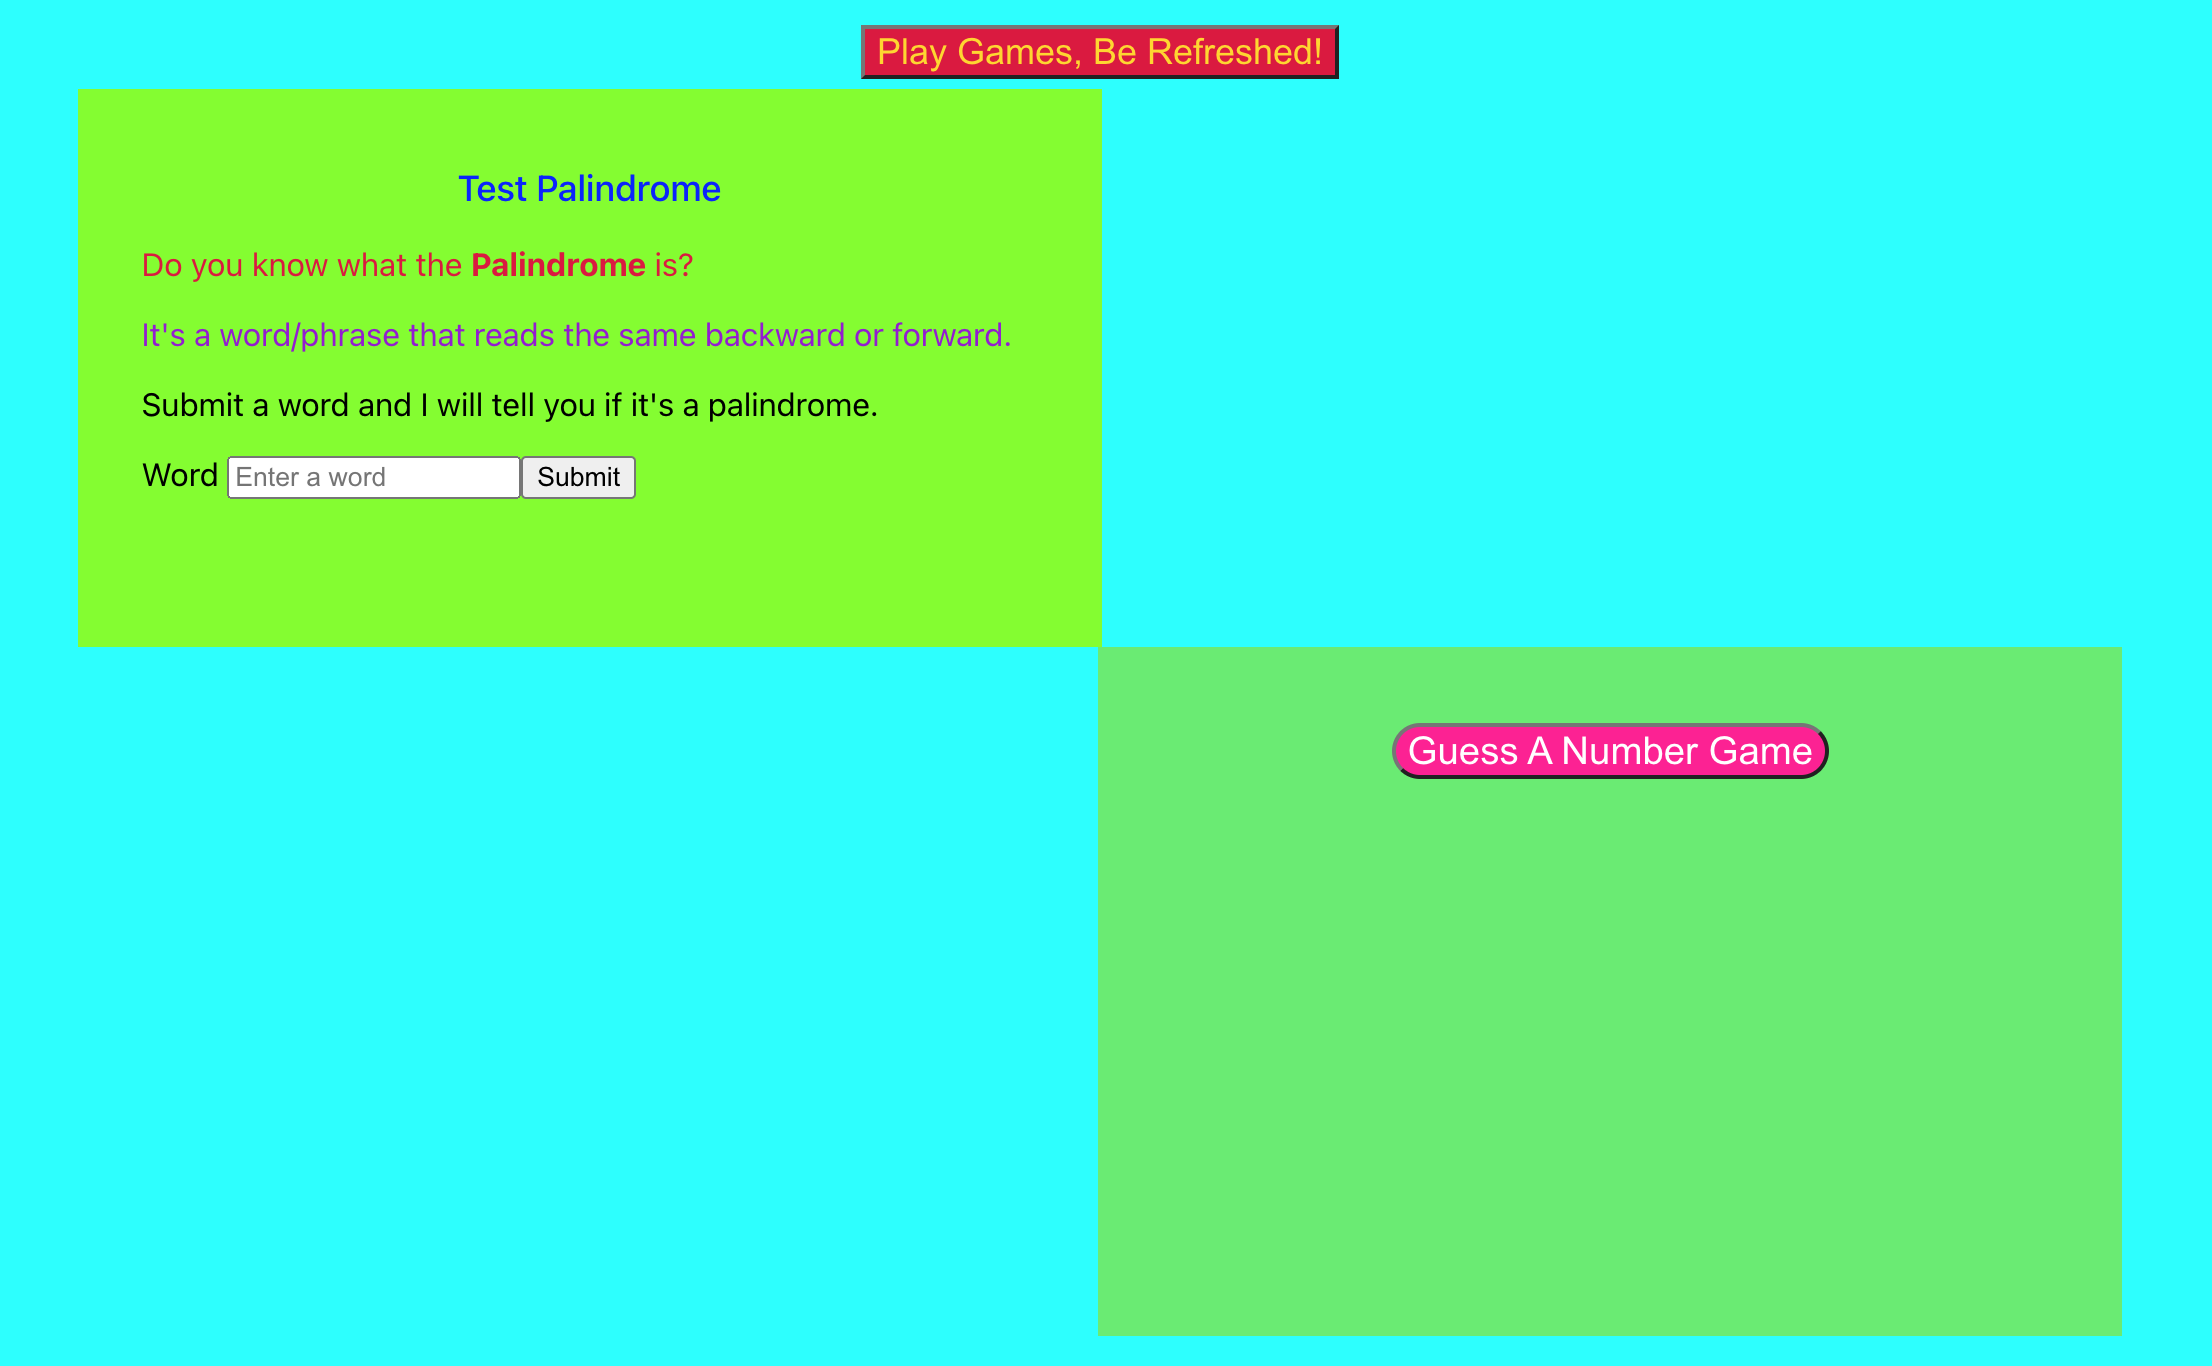 Play Games, Be Refreshed!
Test Palindrome
Do you know what the Palindrome is?
It's a word/phrase that reads the same backward or forward.
Submit a word and I will tell you if it's a palindrome.
Word Enter a word Submit
Guess A Number Game